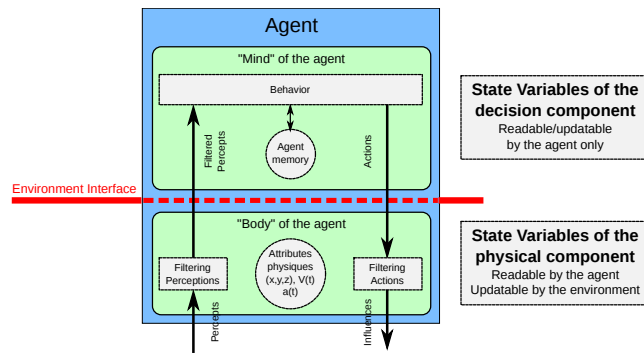 Agent
"Mind" of the agent
Behavior
Filtered
Percepts
Agent
memory
Actions
State Variables of the
decision component
Readable/updatable
by the agent only
Environment Interface
"Body" of the agent
Filtering
Perceptions
Attributes
physiques
(x,y,z), V(t)
a(t)
Filtering
Actions
State Variables of the
physical component
Readable by the agent
Updatable by the environment
Percepts
Influences